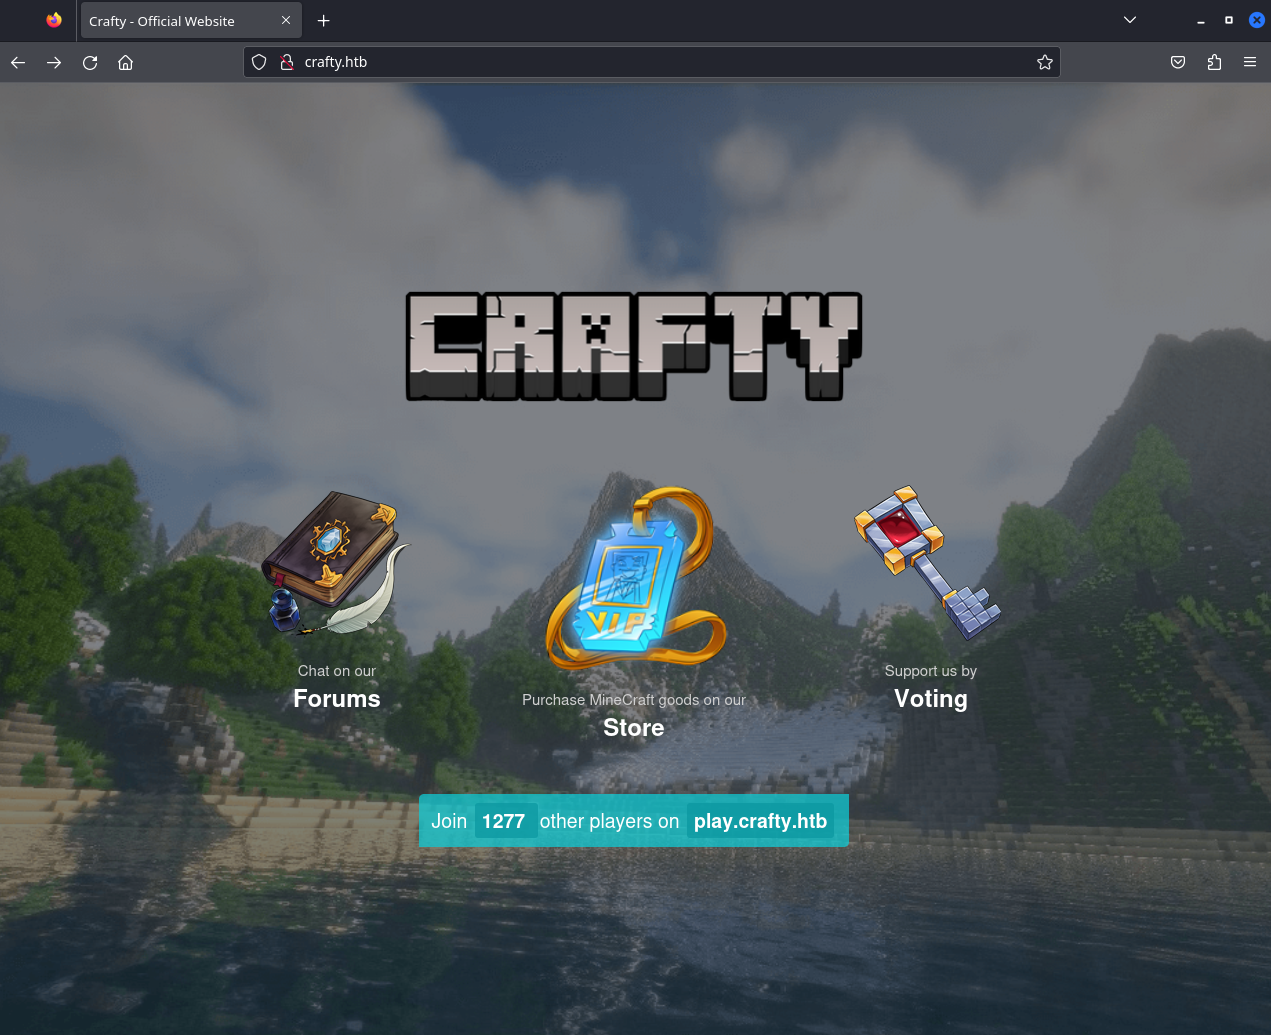 Crafty - Official Website
crafty.htb
CRAFTY
VIP
Chat on our
Forums
Purchase MineCraft goods on our
Store
Support us by
Voting
Join 1277 other players on play.crafty.htb